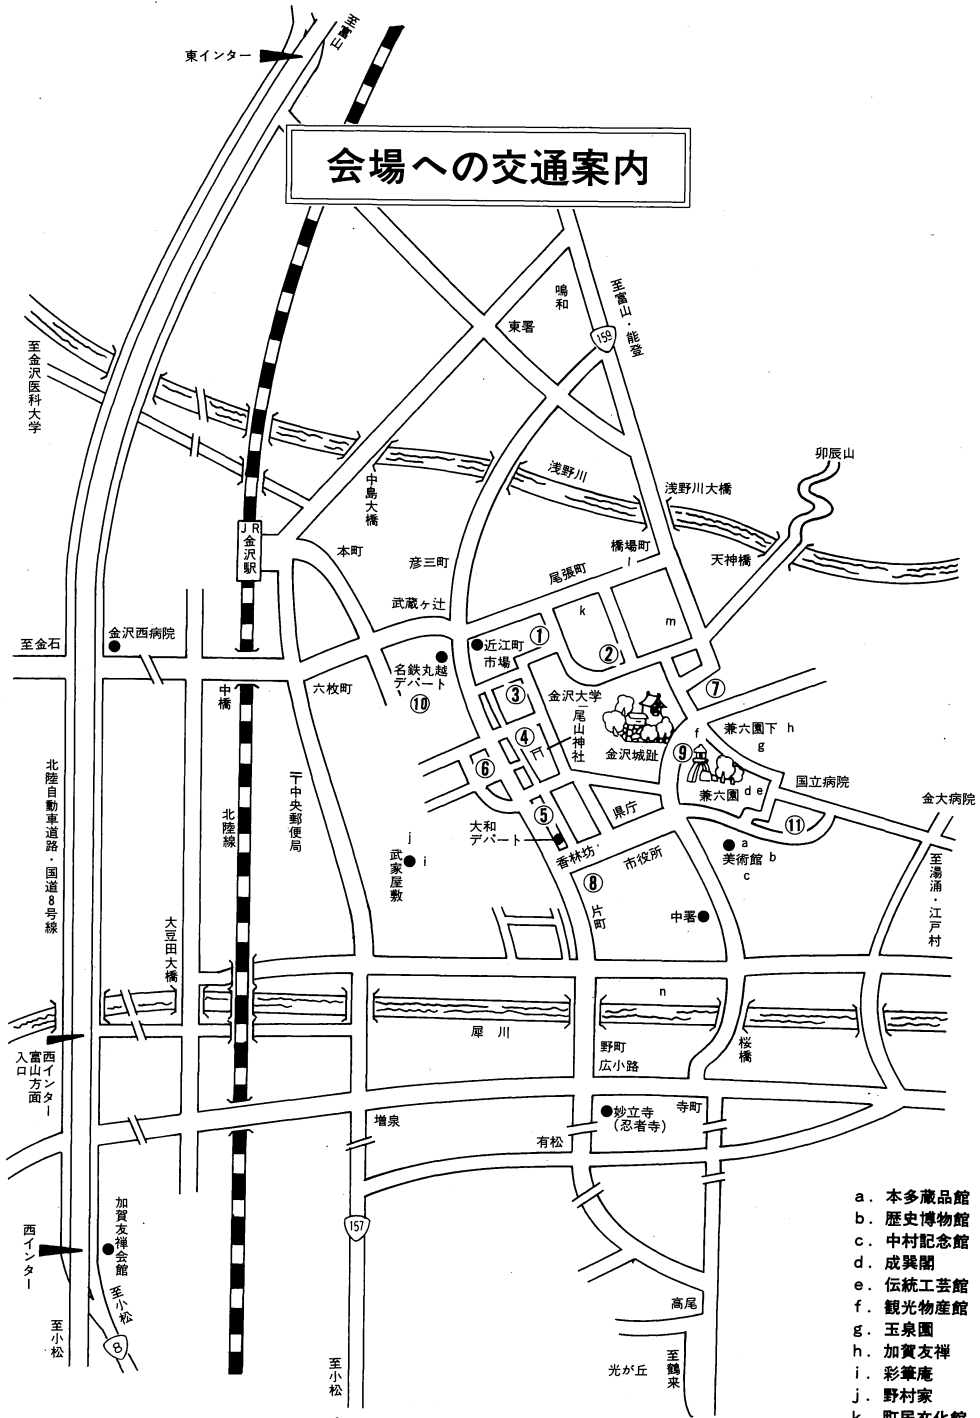 至富山
東インター
会場への交通案内
鳴和
至富山・能登
東署
159
至金沢医科大学
卯辰山
浅野川
中島大橋
浅野川大橋
JR
金沢駅
本町
橋場町
l
天神橋
彦三町
尾張町
武蔵ヶ辻
k
m
至金石
金沢西病院
近江町
市場
①
②
名鉄丸越
デパート
⑩
中橋
六枚町
③
金沢大学
尾山神社
⑦
④
金沢城趾
f
兼六園下
h
g
⑨
⑥
兼六園
d
e
国立病院
金大病院
北陸自動車道路・国道8号線
北陸線
〒中央郵便局
大和
デパート
⑤
県庁
⑪
j
武家屋敷
i
香林坊
市役所
a
美術館
b
c
至湯涌・江戸村
⑧
片町
中署
大豆田大橋
n
犀川
野町
広小路
桜橋
西インター
富山方面
入口
増泉
妙立寺
(忍者寺)
寺町
有松
加賀友禅会館
157
西インター
至小松
8
至小松
至小松
高尾
光が丘
至鶴来
a. 本多蔵品館
b. 歴史博物館
c. 中村記念館
d. 成巽閣
e. 伝統工芸館
f. 観光物産館
g. 玉泉園
h. 加賀友禅
i. 彩筆庵
j. 野村家